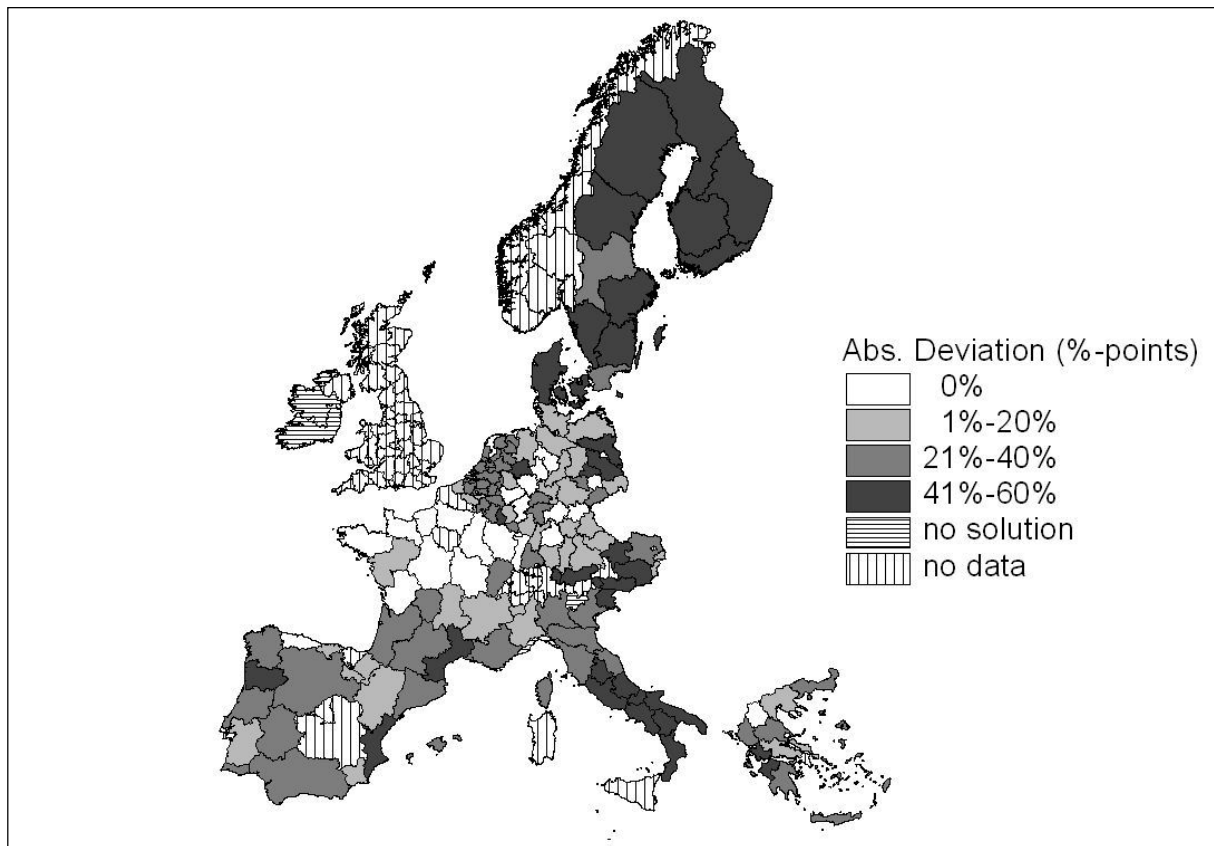 Abs. Deviation (%-points)
0%
1%-20%
21%-40%
41%-60%
no solution
no data